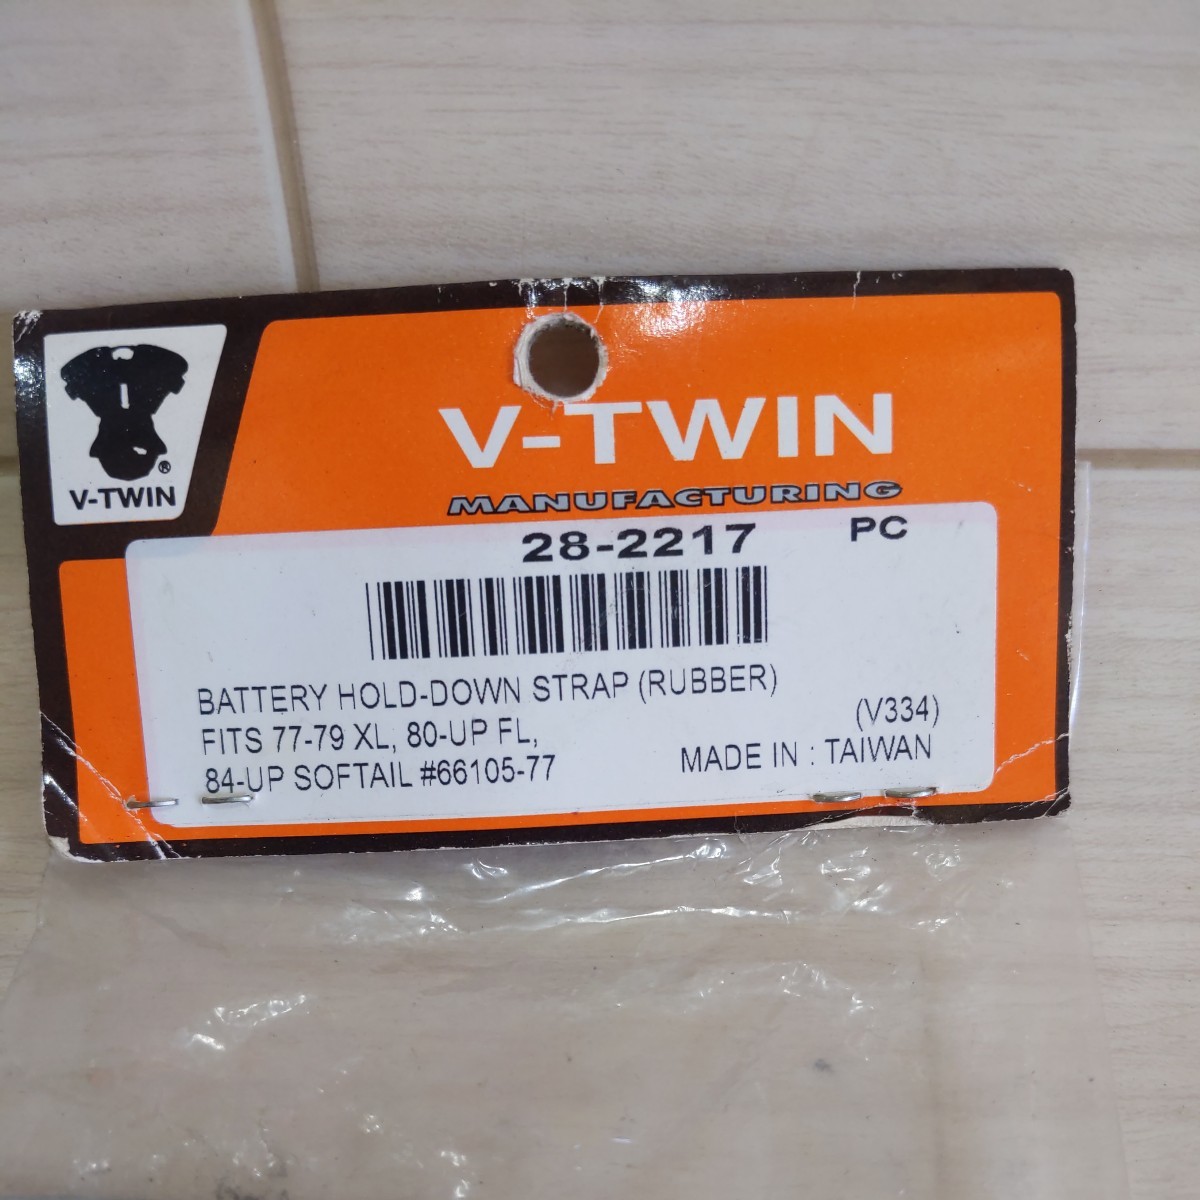 V-TWIN
MANUFACTURING
®
V-TWIN
28-2217 PC
BATTERY HOLD-DOWN STRAP (RUBBER)
FITS 77-79 XL, 80-UP FL, (V334)
84-UP SOFTAIL #66105-77 MADE IN : TAIWAN